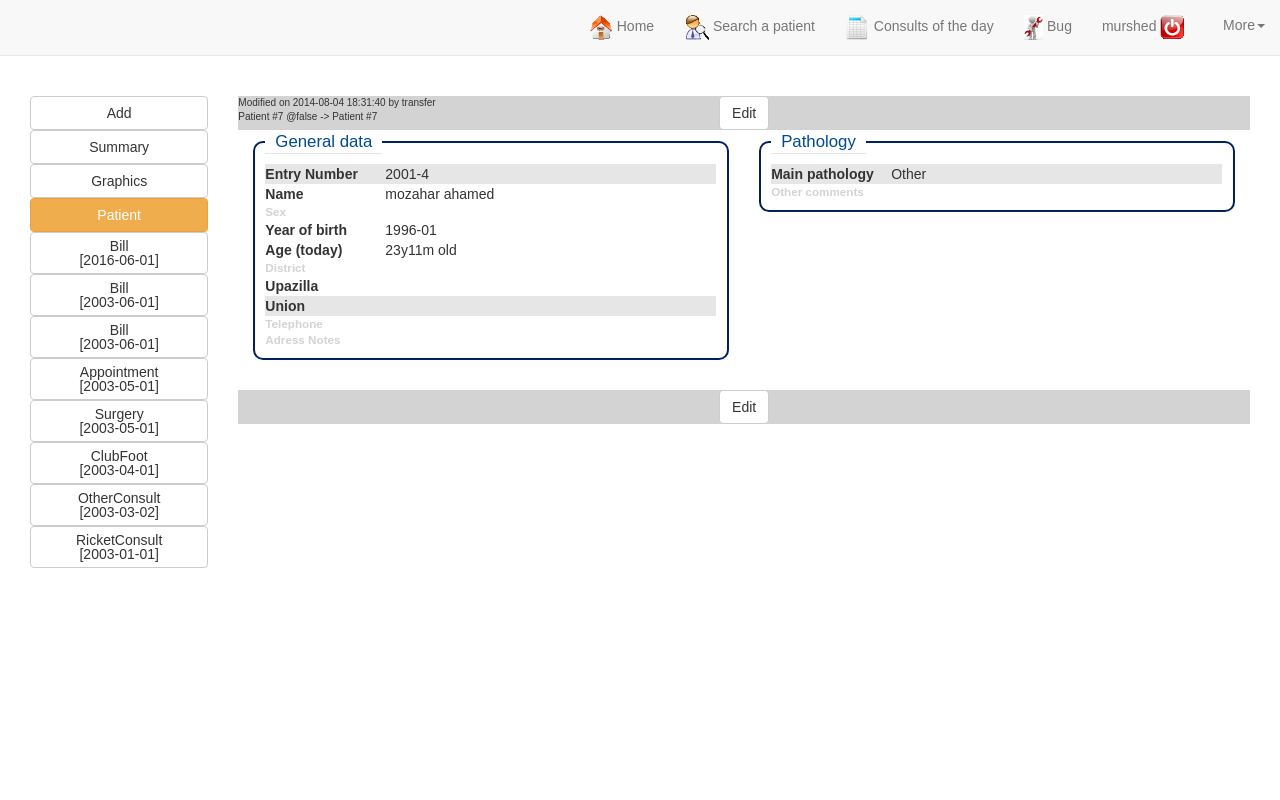 Home
Search a patient
Consults of the day
Bug
murshed
More
Add
Summary
Graphics
Patient
Bill
[2016-06-01]
Bill
[2003-06-01]
Bill
[2003-06-01]
Appointment
[2003-05-01]
Surgery
[2003-05-01]
ClubFoot
[2003-04-01]
OtherConsult
[2003-03-02]
RicketConsult
[2003-01-01]
Modified on 2014-08-04 18:31:40 by transfer
Patient #7 @false -> Patient #7
Edit
General data
Entry Number 2001-4
Name mozahar ahamed
Sex
Year of birth 1996-01
Age (today) 23y11m old
District
Upazilla
Union
Telephone
Adress Notes
Pathology
Main pathology Other
Other comments
Edit